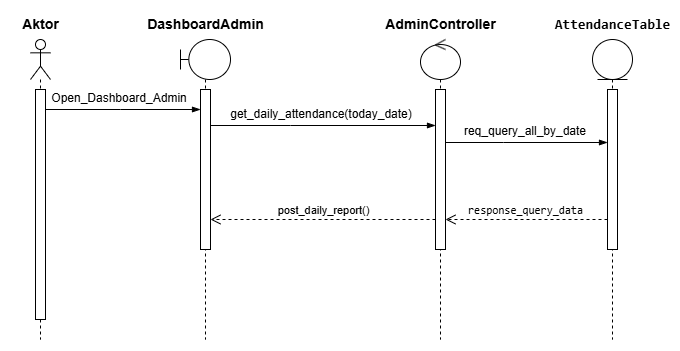 Aktor
DashboardAdmin
AdminController
AttendanceTable
Open_Dashboard_Admin
get_daily_attendance(today_date)
req_query_all_by_date
post_daily_report()
response_query_data